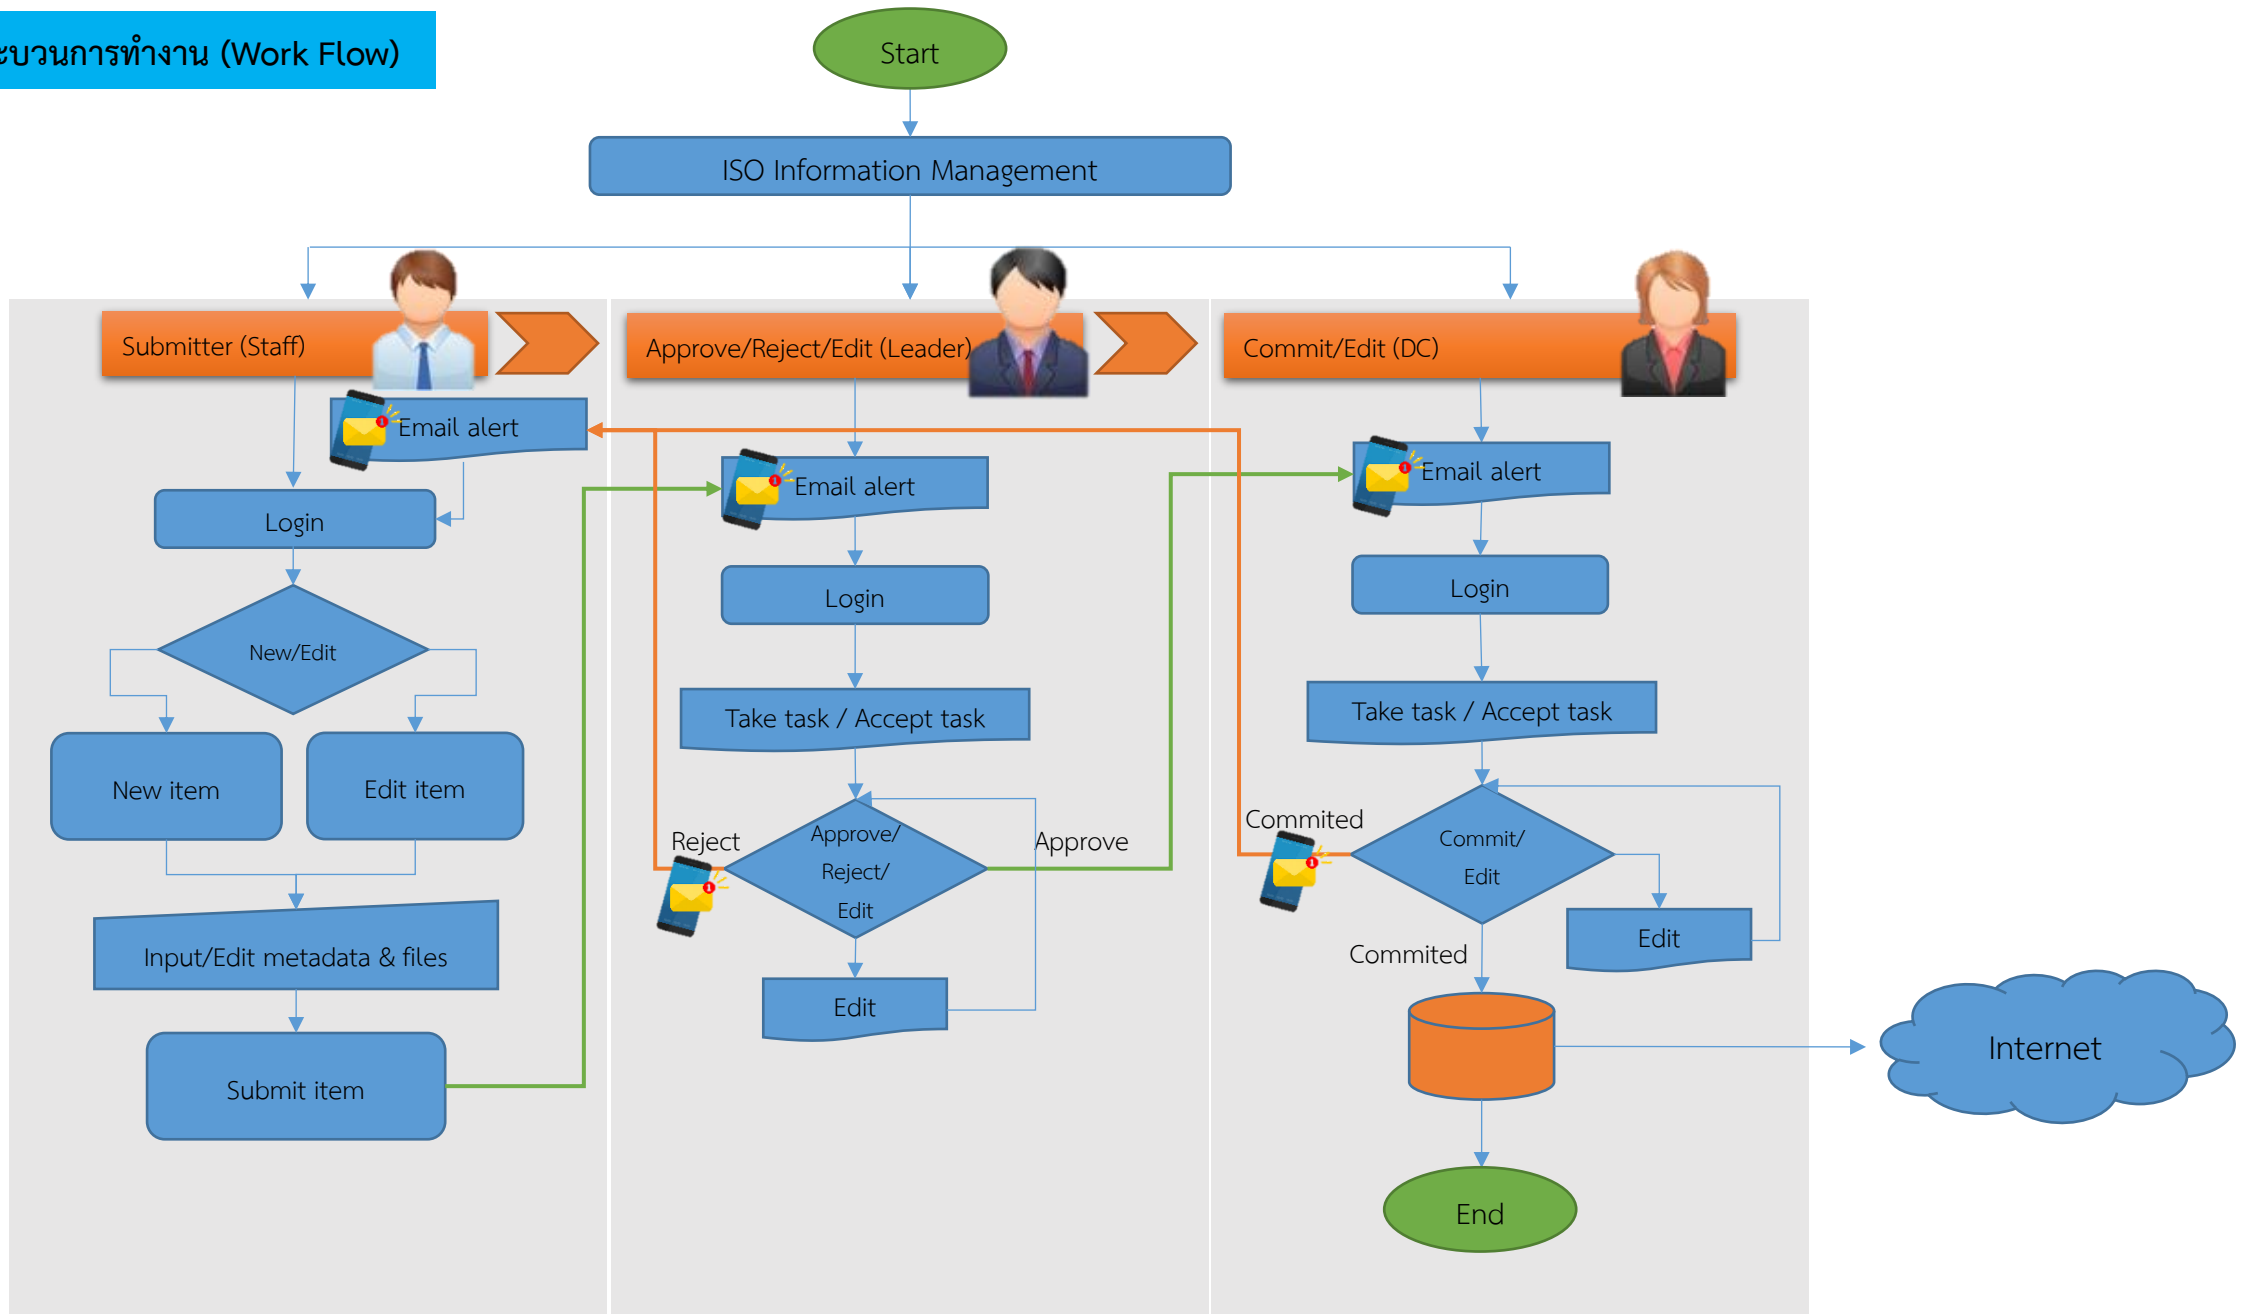 ะบวนการทำงาน (Work Flow)
Start
ISO Information Management
Submitter (Staff)
Approve/Reject/Edit (Leader)
Commit/Edit (DC)
Email alert
Email alert
Email alert
Login
Login
Login
New/Edit
Take task / Accept task
Take task / Accept task
New item
Edit item
Reject
Approve/
Reject/
Edit
Approve
Commited
Commit/
Edit
Commited
Edit
Input/Edit metadata & files
Edit
Submit item
Internet
End